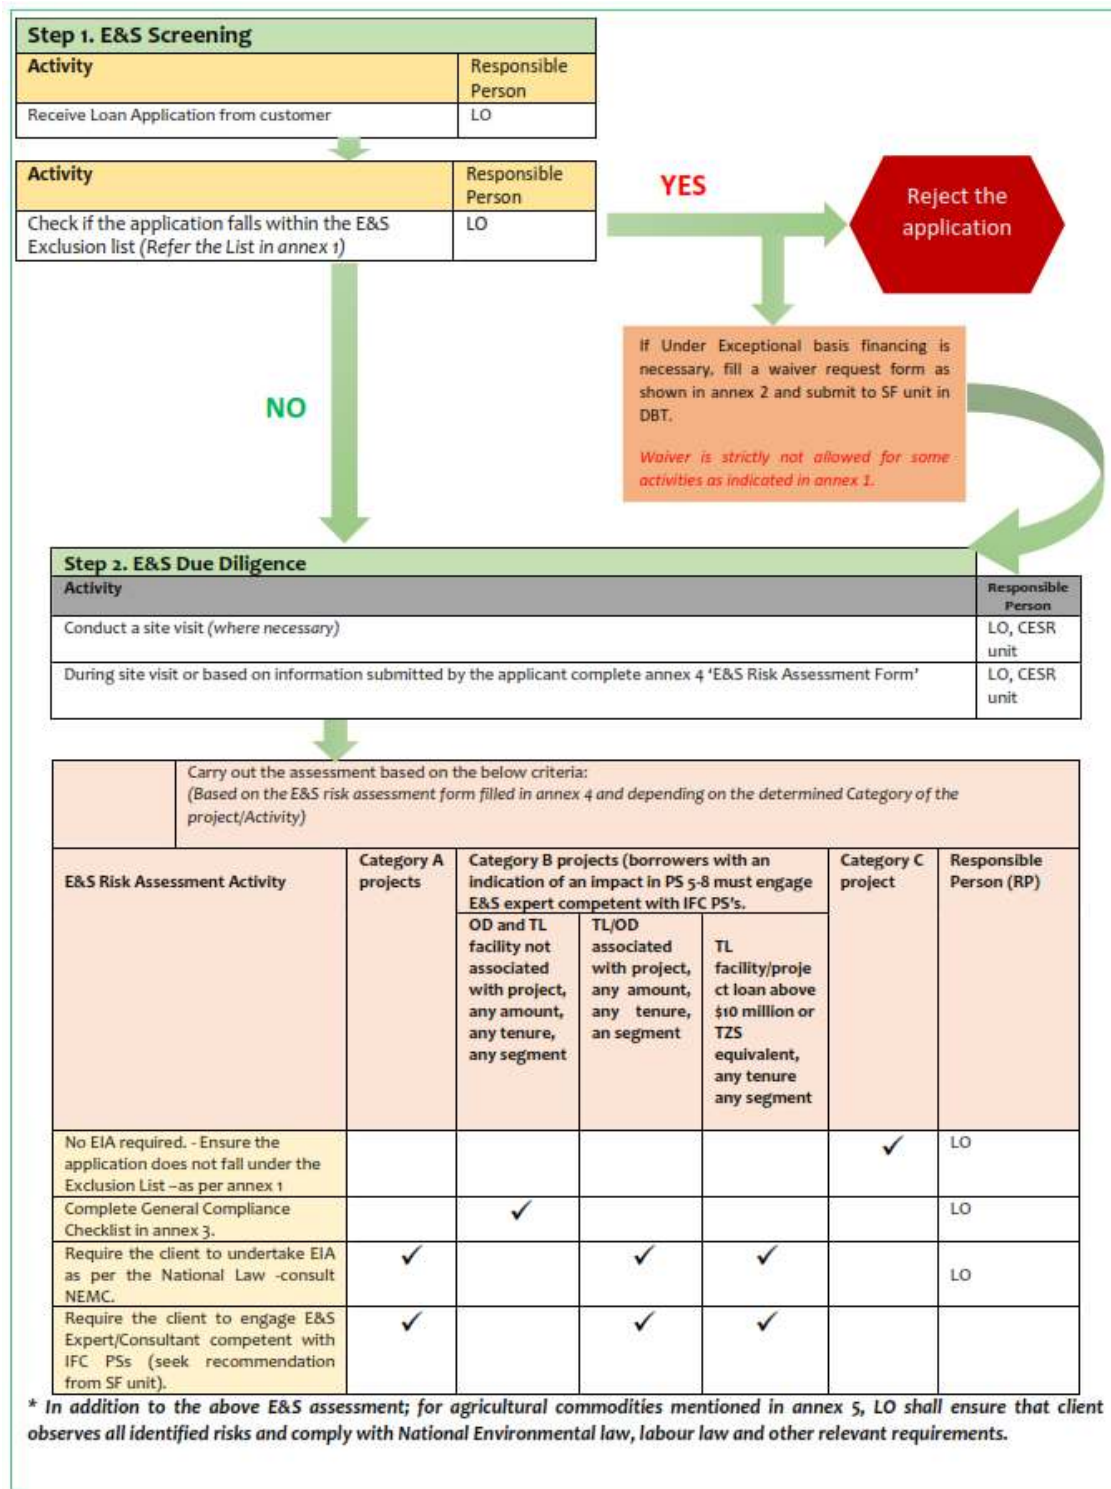 Step 1. E&S Screening
Activity
Responsible
Person
Receive Loan Application from customer
LO
Activity
Responsible
Person
Check if the application falls within the E&S
Exclusion list (Refer the List in annex 1)
LO
YES
Reject the
application
If Under Exceptional basis financing is
necessary, fill a waiver request form as
shown in annex 2 and submit to SF unit in
DBT.
Waiver is strictly not allowed for some
activities as indicated in annex 1.
NO
Step 2. E&S Due Diligence
Activity
Responsible
Person
Conduct a site visit (where necessary)
LO, CESR
unit
During site visit or based on information submitted by the applicant complete annex 4 ‘E&S Risk Assessment Form’
LO, CESR
unit
Carry out the assessment based on the below criteria:
(Based on the E&S risk assessment form filled in annex 4 and depending on the determined Category of the
project/Activity)
E&S Risk Assessment Activity
Category A
projects
Category B projects (borrowers with an
indication of an impact in PS 5-8 must engage
E&S expert competent with IFC PS's.
Category C
project
Responsible
Person (RP)
OD and TL
facility not
associated
with project,
any amount,
any tenure,
any segment
TL/OD
associated
with project,
any amount,
any tenure,
an segment
TL
facility/proje
ct loan above
$10 million or
TZS
equivalent,
any tenure
any segment
No EIA required. - Ensure the
application does not fall under the
Exclusion List –as per annex 1
✓
LO
Complete General Compliance
Checklist in annex 3.
✓
LO
Require the client to undertake EIA
as per the National Law -consult
NEMC.
✓ ✓ ✓
LO
Require the client to engage E&S
Expert/Consultant competent with
IFC PSs (seek recommendation
from SF unit).
✓ ✓ ✓
* In addition to the above E&S assessment; for agricultural commodities mentioned in annex 5, LO shall ensure that client
observes all identified risks and comply with National Environmental law, labour law and other relevant requirements.